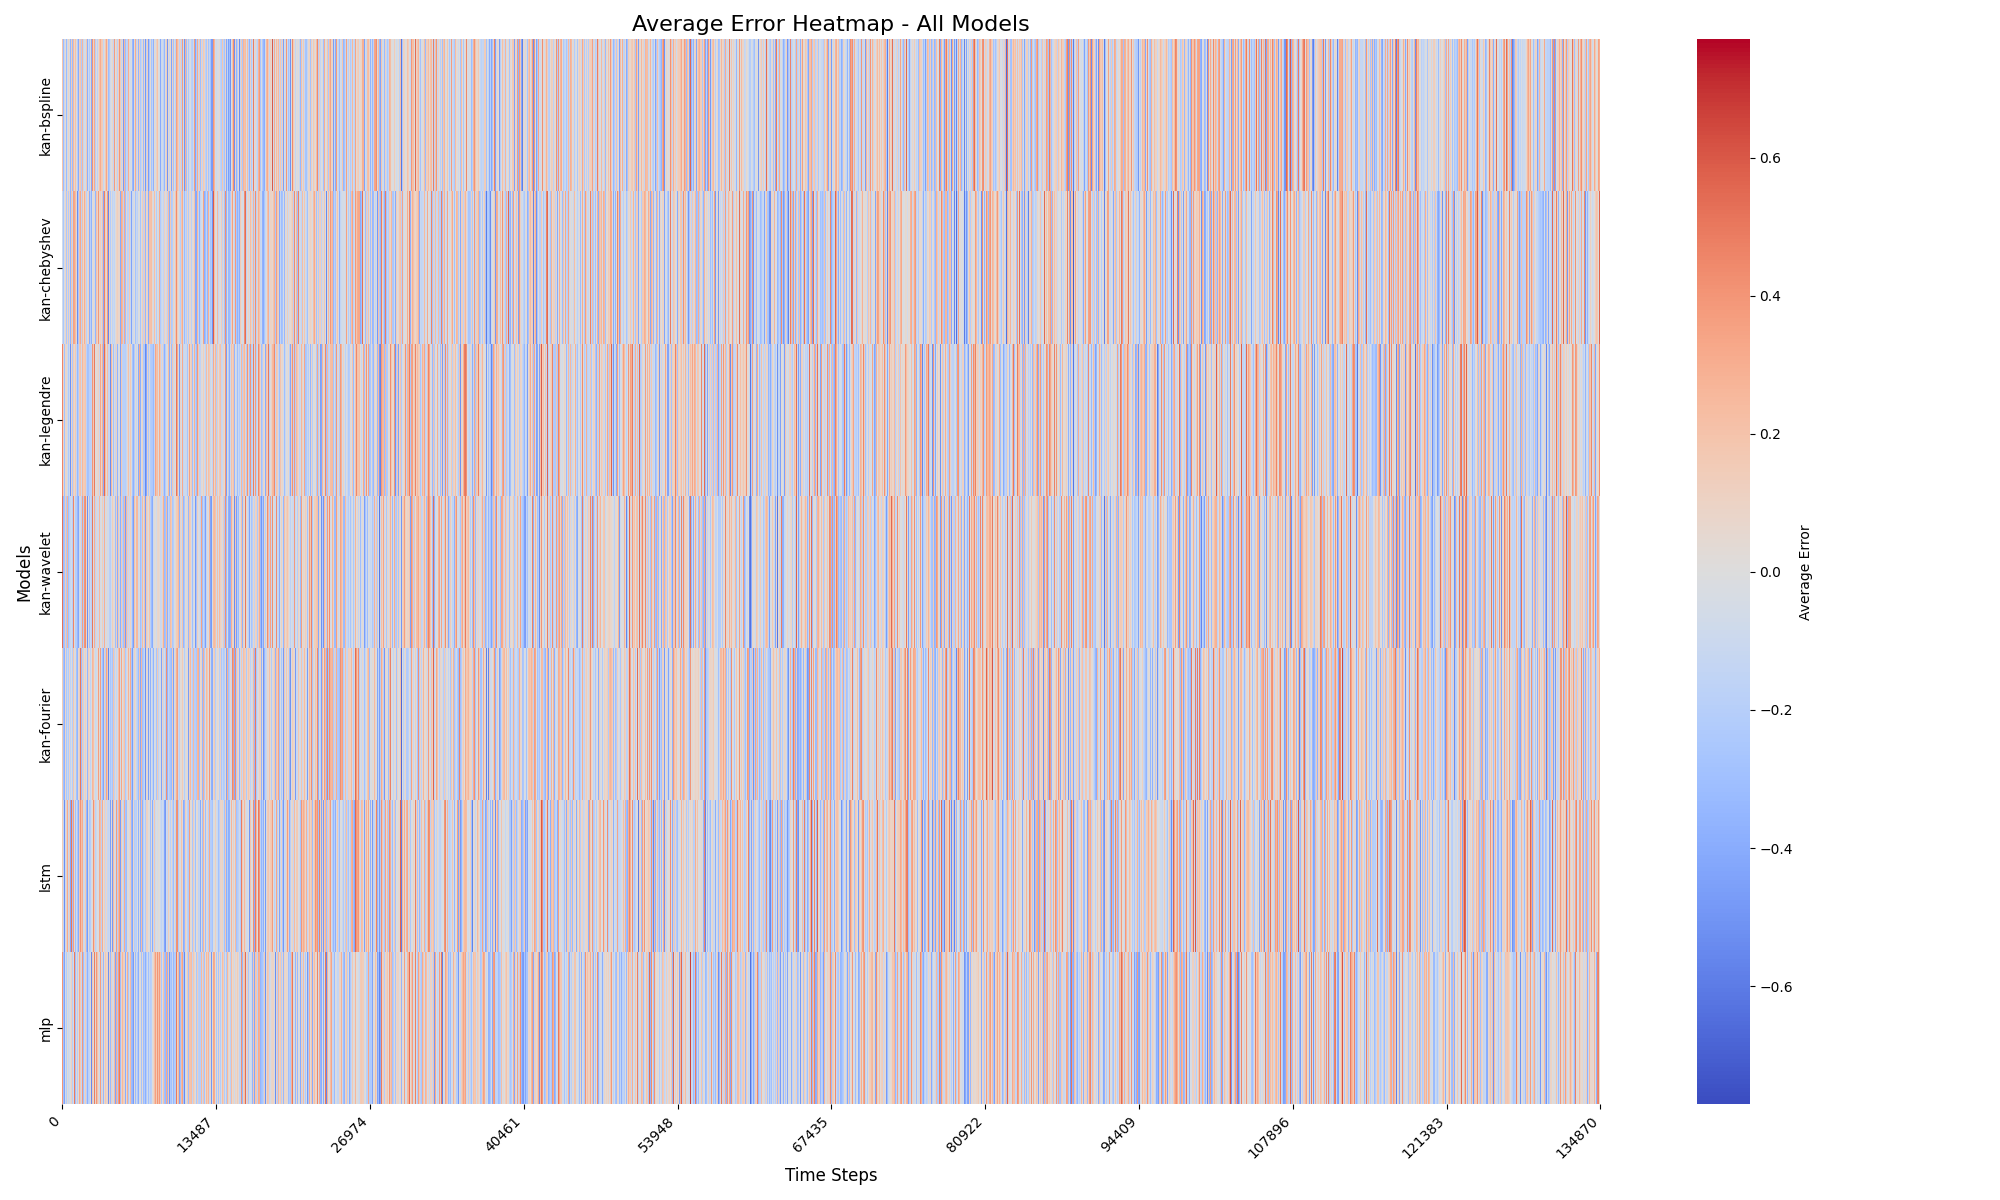 Average Error Heatmap - All Models
Models
kan-bspline
kan-chebyshev
kan-legendre
kan-wavelet
kan-fourier
lstm
mlp
0
13487
26974
40461
53948
67435
80922
94409
107896
121383
134870
Time Steps
0.6
0.4
0.2
0.0
−0.2
−0.4
−0.6
Average Error